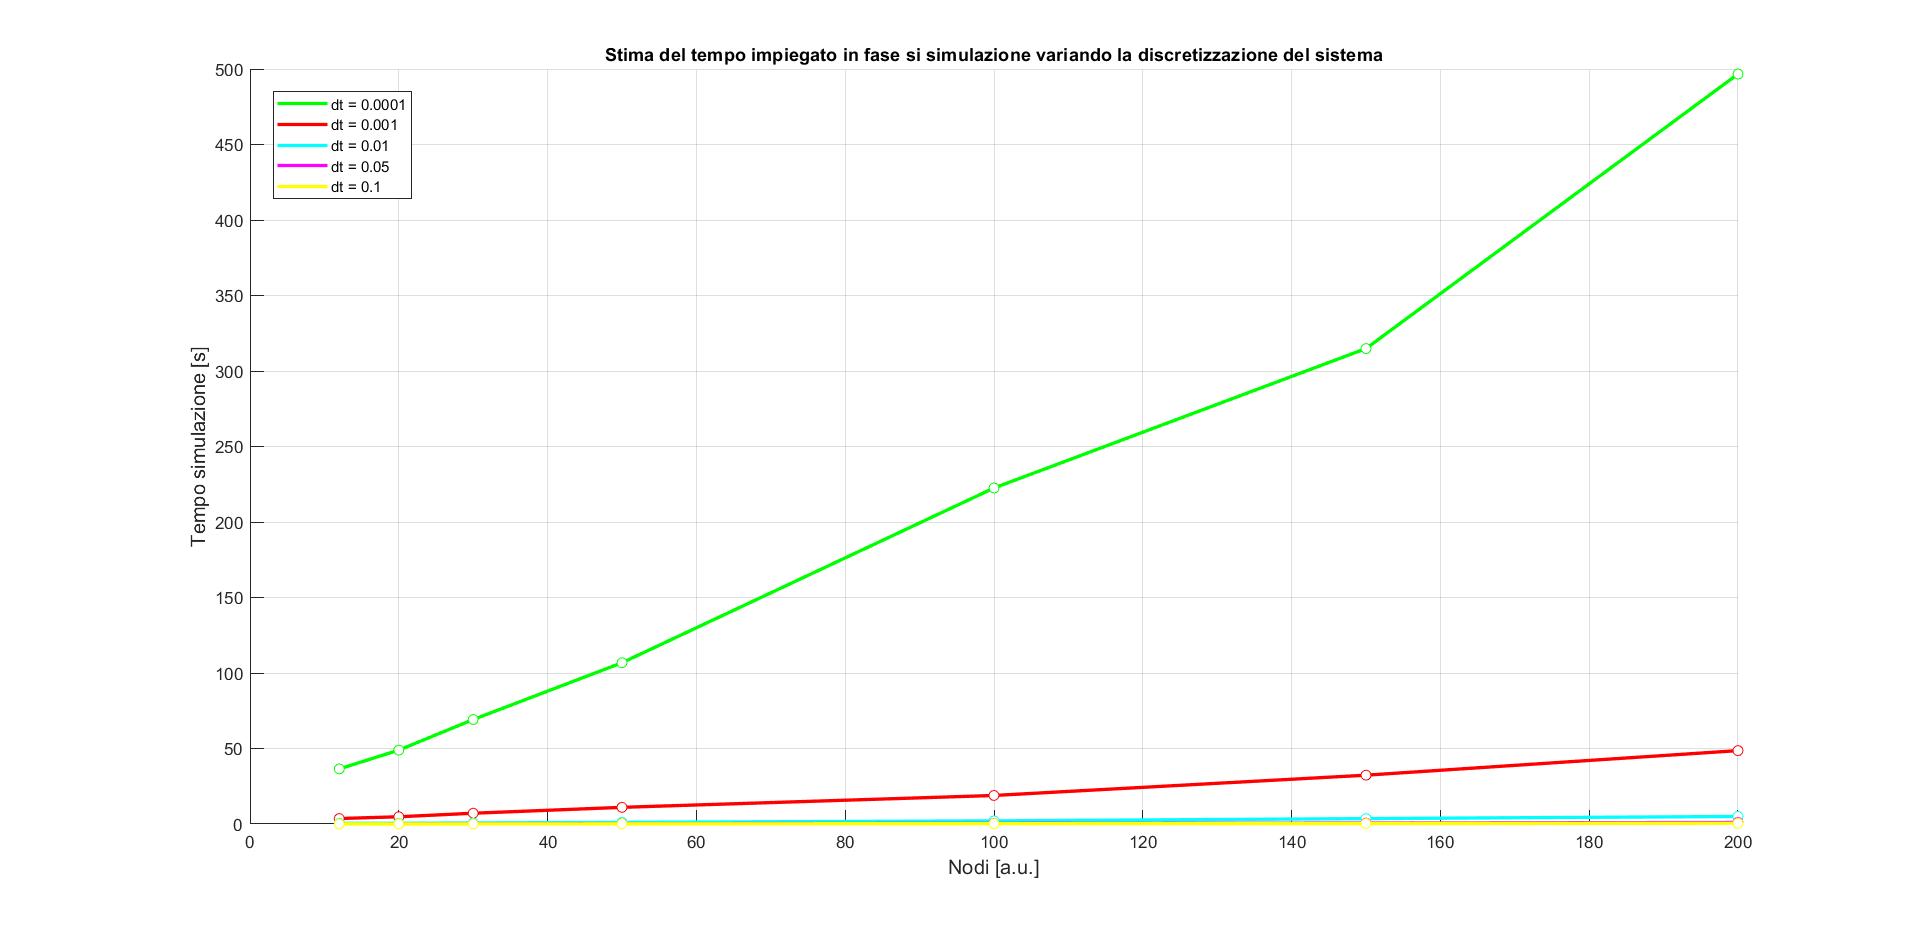 Stima del tempo impiegato in fase si simulazione variando la discretizzazione del sistema
500
450
400
350
300
250
200
150
100
50
0
Tempo simulazione [s]
dt = 0.0001
dt = 0.001
dt = 0.01
dt = 0.05
dt = 0.1
0 20 40 60 80 100 120 140 160 180 200
Nodi [a.u.]